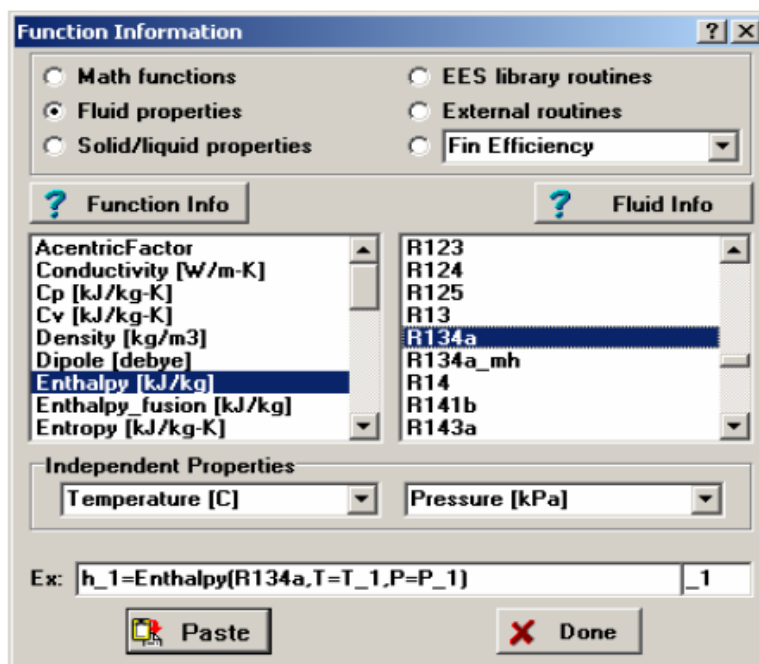 Function Information
Math functions
EES library routines
Fluid properties
External routines
Solid/liquid properties
Fin Efficiency
? Function Info
? Fluid Info
AcentricFactor
Conductivity [W/m-K]
Cp [kJ/kg-K]
Cv [kJ/kg-K]
Density [kg/m3]
Dipole [debye]
Enthalpy [kJ/kg]
Enthalpy_fusion [kJ/kg]
Entropy [kJ/kg-K]
R123
R124
R125
R13
R134a
R134a_mh
R14
R141b
R143a
Independent Properties
Temperature [C]
Pressure [kPa]
Ex: h_1=Enthalpy(R134a,T=T_1,P=P_1) _1
Paste
Done